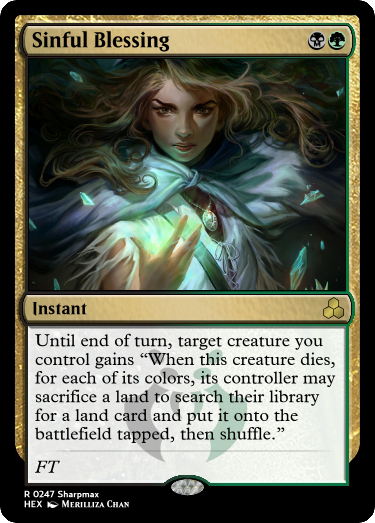 Sinful Blessing
Instant
Until end of turn, target creature you
control gains “When this creature dies,
for each of its colors, its controller may
sacrifice a land to search their library
for a land card and put it onto the
battlefield tapped, then shuffle.”
FT
R 0247 Sharpmax
HEX Merilliza Chan